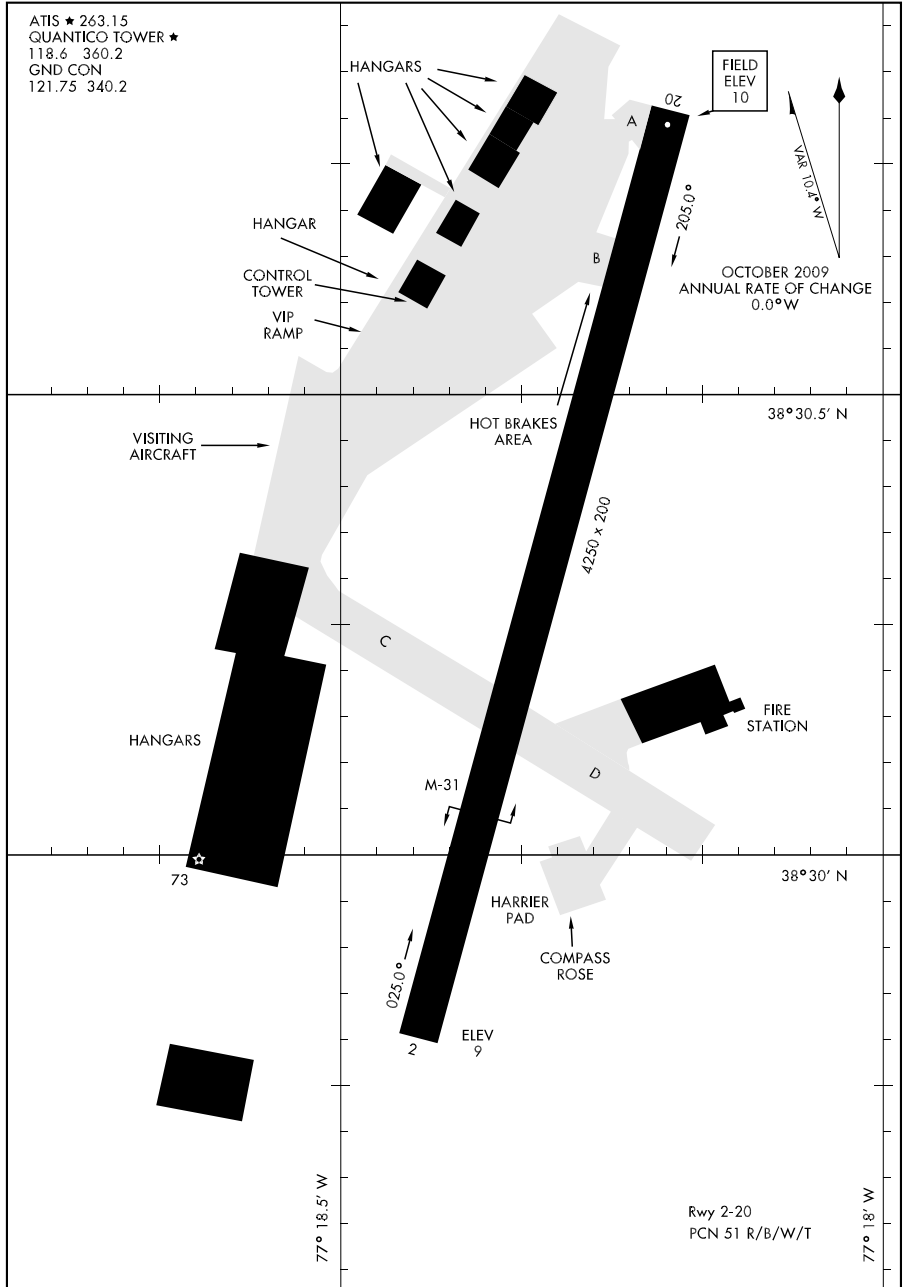 ATIS ★ 263.15
QUANTICO TOWER ★
118.6 360.2
GND CON
121.75 340.2
HANGARS
FIELD
ELEV
10
20
A
VAR 10.4° W
205.0°
HANGAR
B
CONTROL
TOWER
OCTOBER 2009
ANNUAL RATE OF CHANGE
0.0° W
VIP
RAMP
38° 30.5' N
HOT BRAKES
AREA
VISITING
AIRCRAFT
4250 x 200
C
FIRE
STATION
HANGARS
D
M-31
73
38° 30' N
HARRIER
PAD
COMPASS
ROSE
025.0°
ELEV
9
2
77° 18.5' W
77° 18' W
Rwy 2-20
PCN 51 R/B/W/T